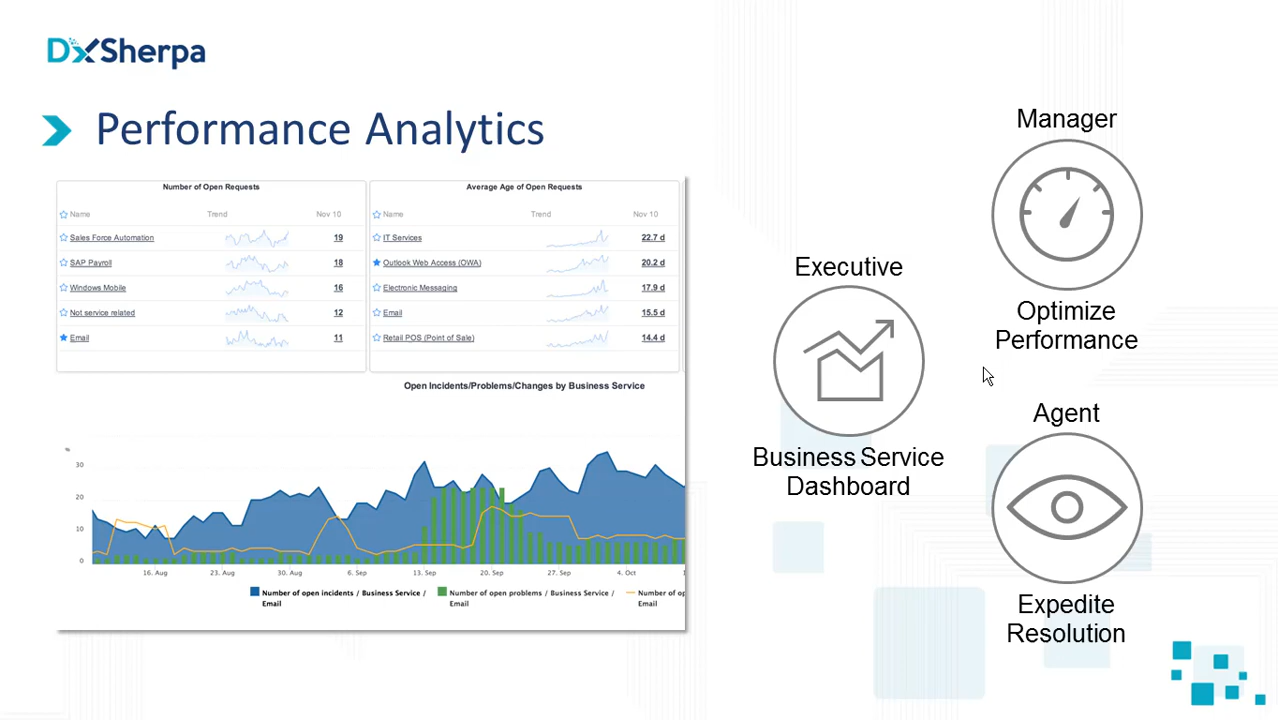 DxSherpa
Performance Analytics
Number of Open Requests
Name Trend Nov 10
Sales Force Automation 19
SAP Payroll 18
Windows Mobile 16
Not service related 12
Email 11
Average Age of Open Requests
Name Trend Nov 10
IT Services 22.7 d
Outlook Web Access (OWA) 20.2 d
Electronic Messaging 17.9 d
Email 15.5 d
Retail POS (Point of Sale) 14.4 d
Open Incidents/Problems/Changes by Business Service
30
20
10
0
16. Aug 23. Aug 30. Aug 6. Sep 13. Sep 20. Sep 27. Sep 4. Oct 1
Number of open incidents / Business Service /
Email
Number of open problems / Business Service /
Email
Number of op
Email
Executive
Business Service
Dashboard
Manager
Optimize
Performance
Agent
Expedite
Resolution